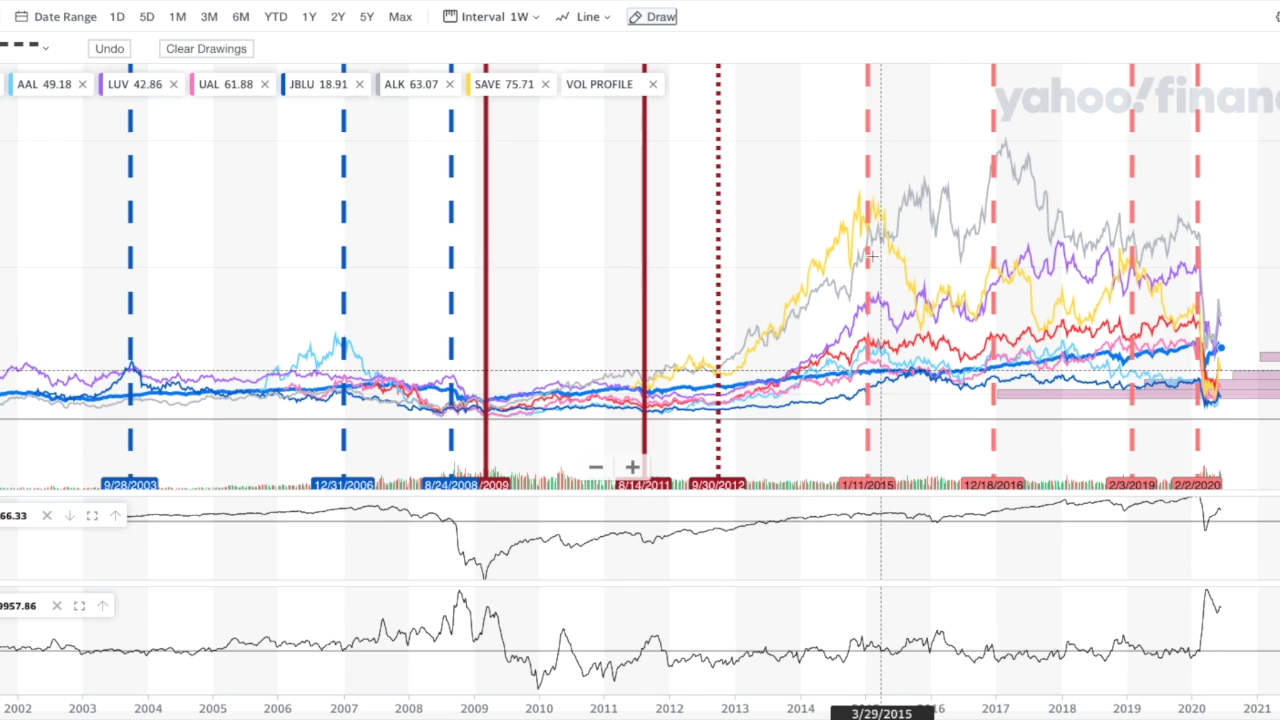 Date Range 1D 5D 1M 3M 6M YTD 1Y 2Y 5Y Max Interval 1W Line Draw
Undo Clear Drawings
AAL 49.18 LUV 42.86 UAL 61.88 JBLU 18.91 ALK 63.07 SAVE 75.71 VOL PROFILE
yahoo!finan
9/28/2003 12/31/2006 8/24/2008 /2009 8/14/2011 9/30/2012 1/11/2015 12/18/2016 2/3/2019 2/2/2020
66.33
9957.86
2002 2003 2004 2005 2006 2007 2008 2009 2010 2011 2012 2013 2014 2015 2016 2017 2018 2019 2020 2021
3/29/2015